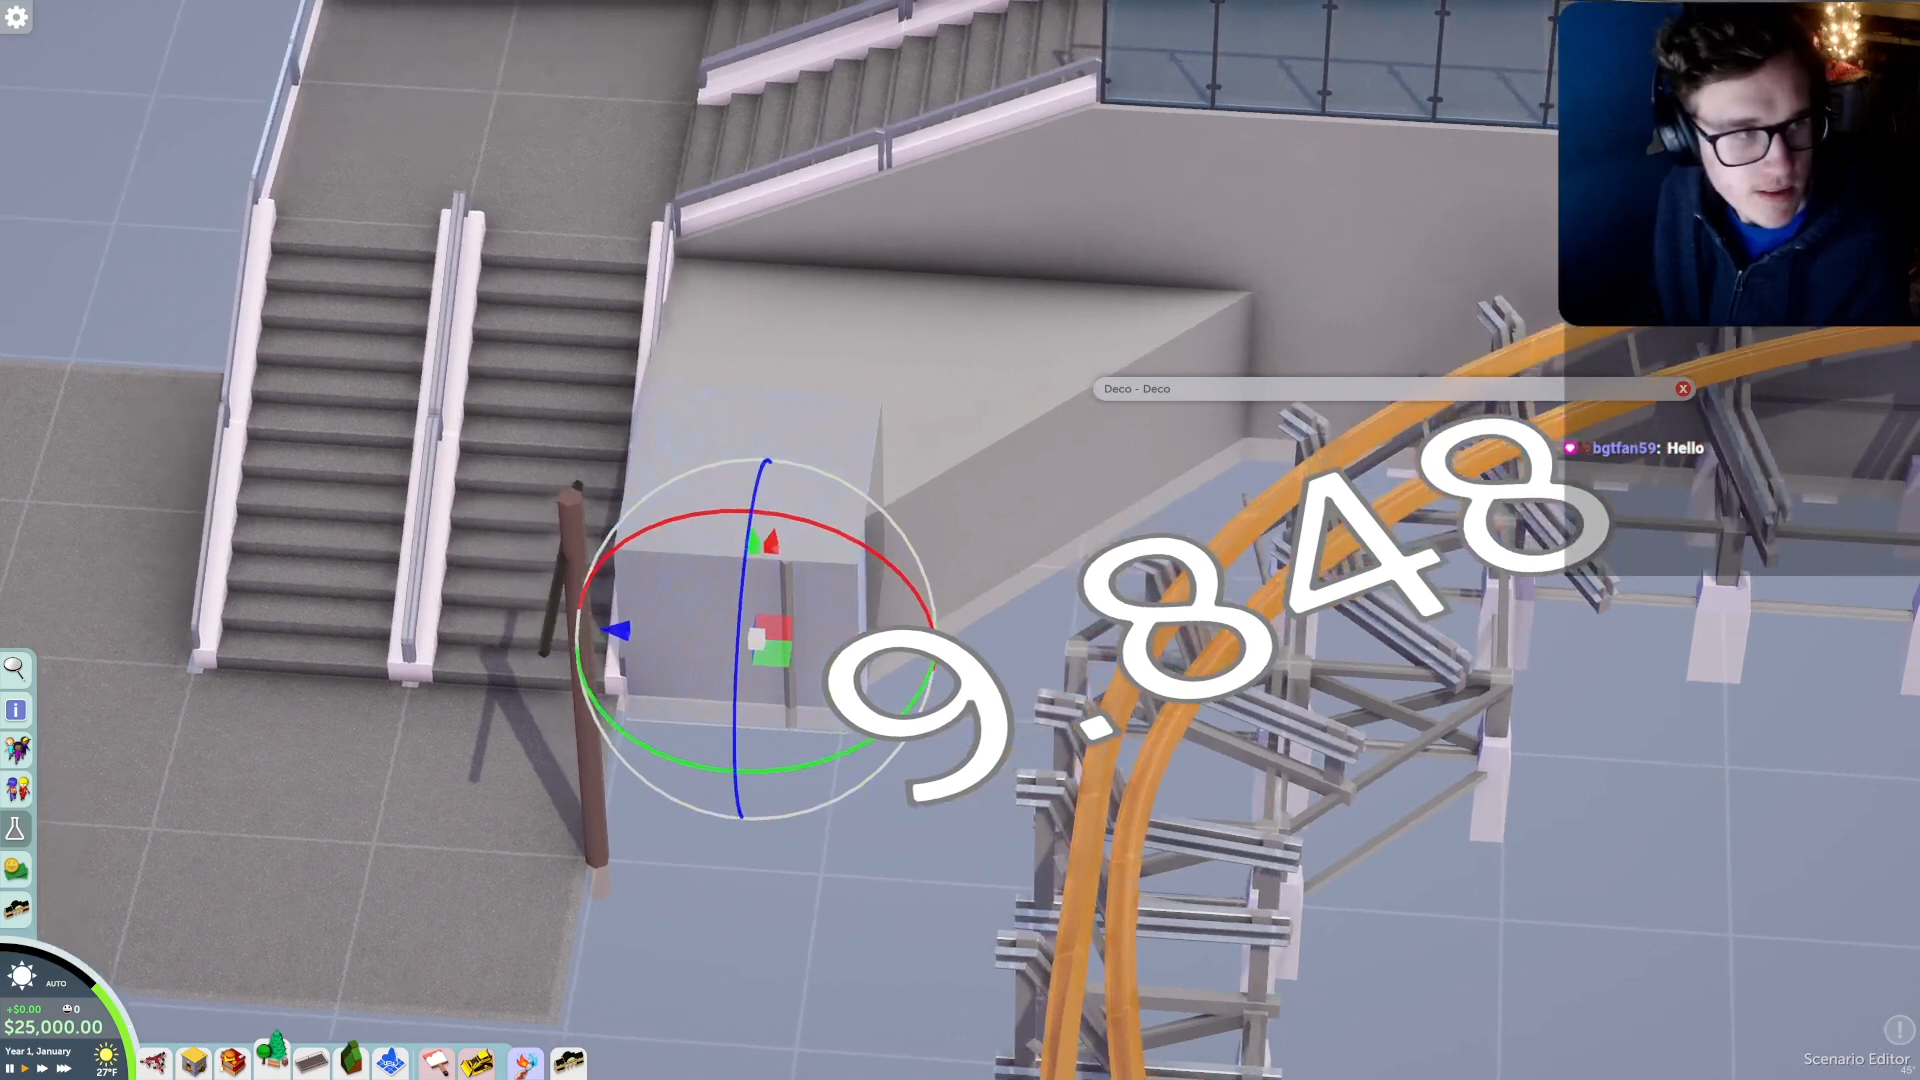 Deco - Deco
bgtfan59: Hello
9.848
AUTO
+$0.00 0
$25,000.00
Year 1, January
27°F
Scenario Editor
45°